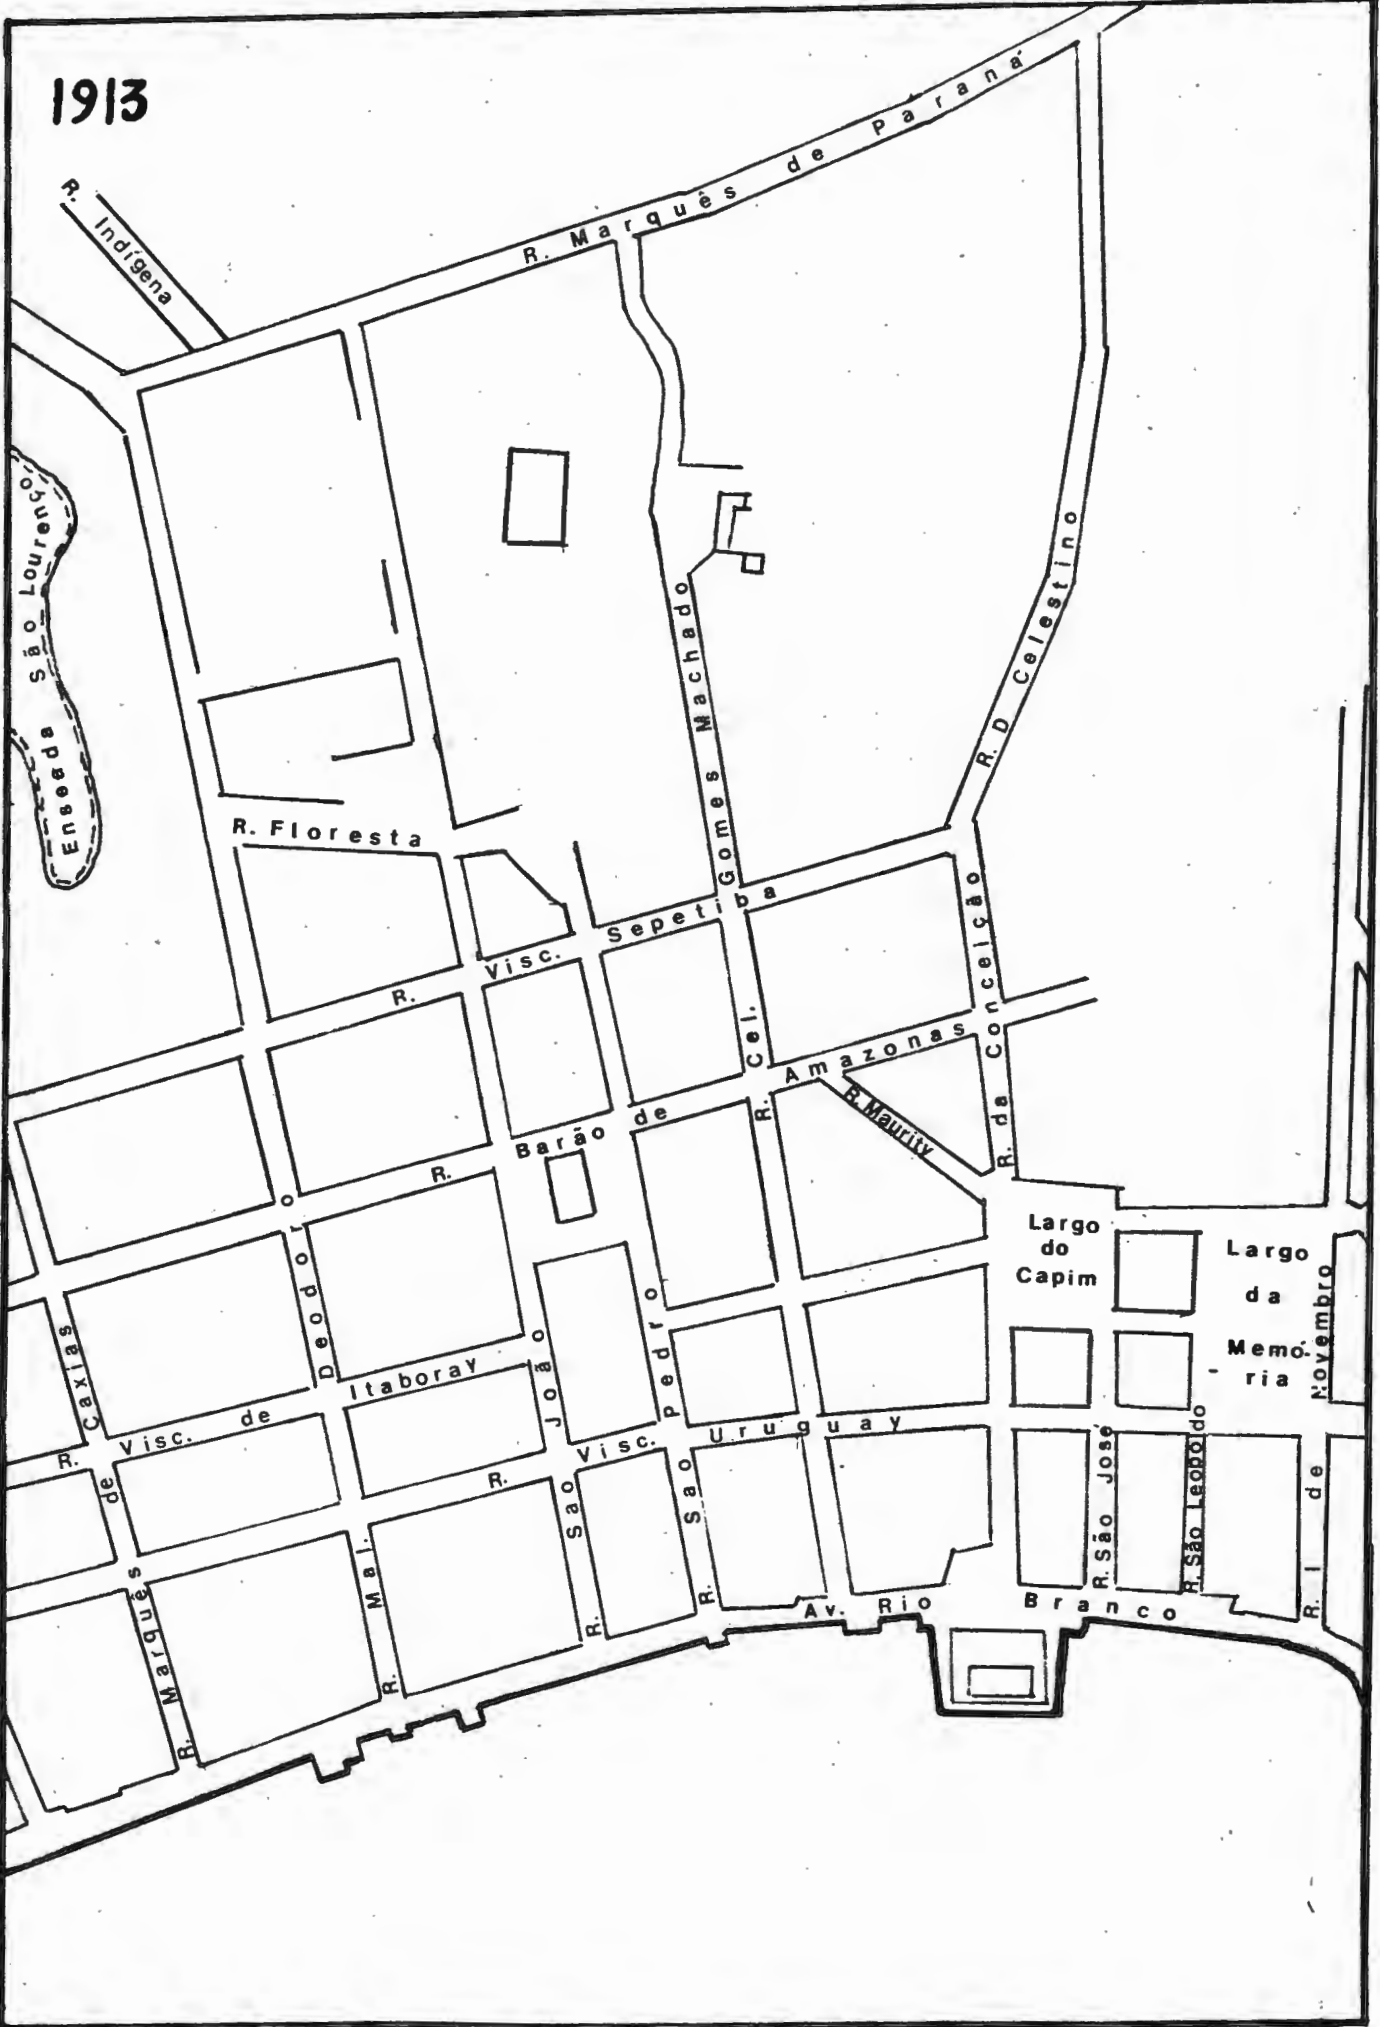 1913
R. Indígena
R. Marquês de Paraná
Enseada São Lourenço
R. Floresta
R. Cel. Gomes Machado
R. D Celestino
R. Visc. Sepetiba
R. da Conceição
R. Barão de Amazonas
R. Maurity
Largo
do
Capim
Largo
da
Memó-
ria
R. Marquês de Caxias
R. Mal. Deodoro
R. Visc. de Itaboray
R. São João
R. São Pedro
R. Visc. Uruguay
R. São José
R. São Leopoldo
R. I de Novembro
Av. Rio Branco